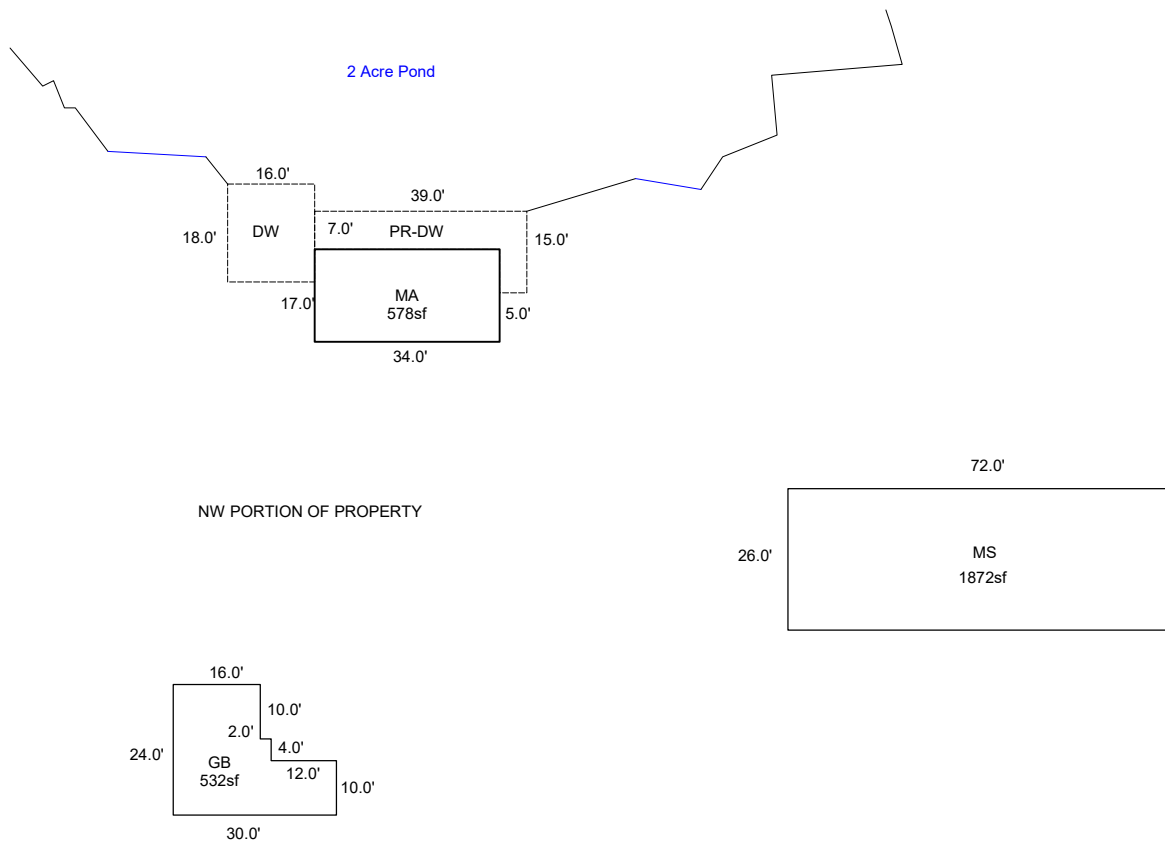 2 Acre Pond
16.0'
39.0'
18.0'
DW
7.0'
PR-DW
15.0'
17.0'
MA
578sf
5.0'
34.0'
72.0'
NW PORTION OF PROPERTY
26.0'
MS
1872sf
16.0'
10.0'
2.0'
24.0'
4.0'
GB
532sf
12.0'
10.0'
30.0'